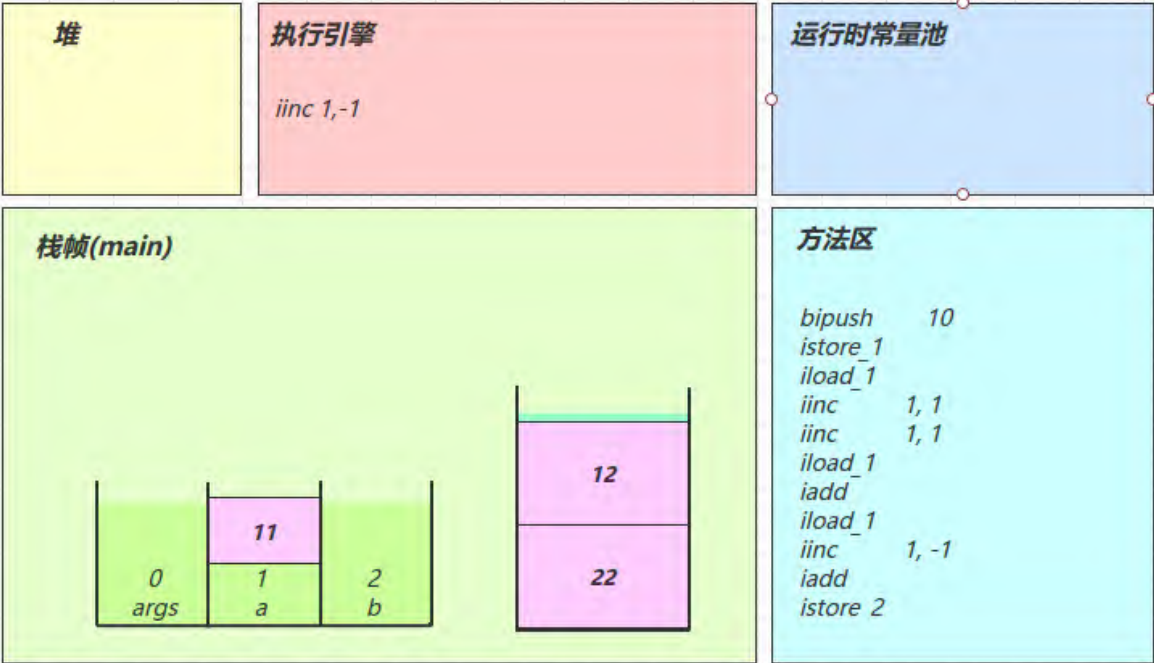 堆
执行引擎
iinc 1,-1
运行时常量池
栈帧(main)
11
0
1
2
args
a
b
12
22
方法区
bipush 10
istore_1
iload_1
iinc 1, 1
iinc 1, 1
iload_1
iadd
iload_1
iinc 1, -1
iadd
istore 2